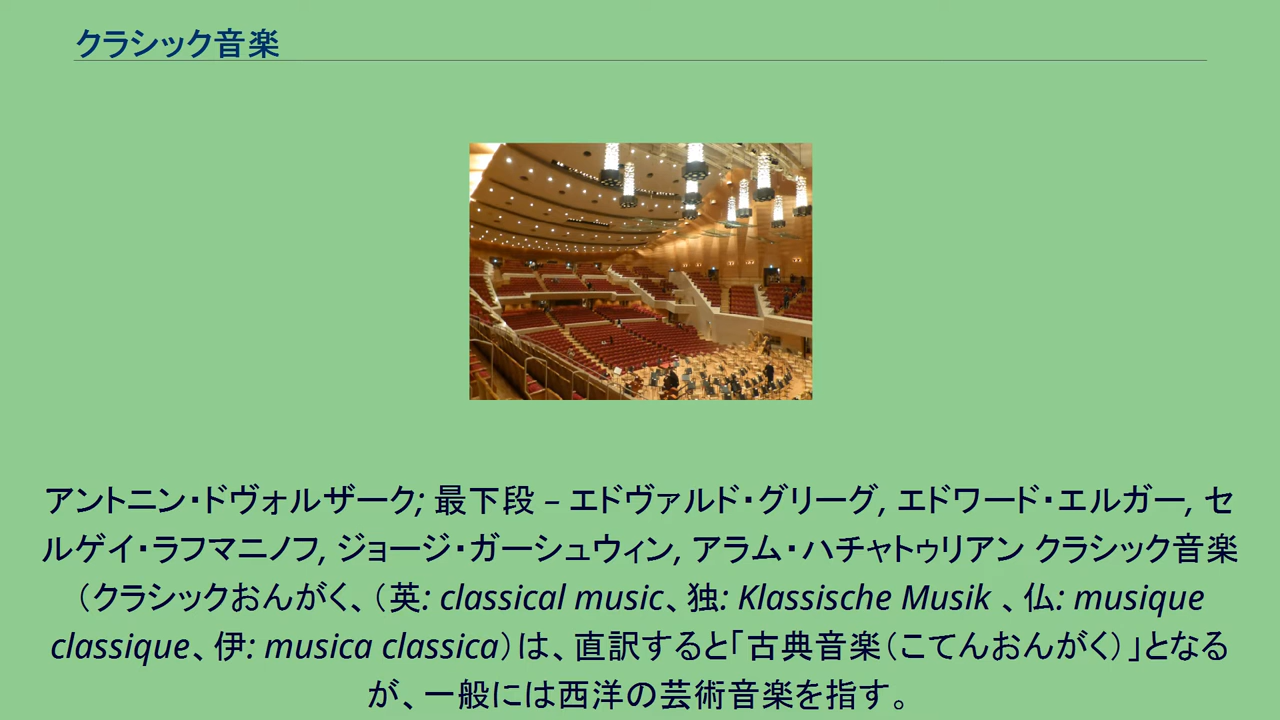 クラシック音楽
アントニン・ドヴォルザーク; 最下段 – エドヴァルド・グリーグ, エドワード・エルガー, セ
ルゲイ・ラフマニノフ, ジョージ・ガーシュウィン, アラム・ハチャトゥリアン クラシック音楽
（クラシックおんがく、（英: classical music、独: Klassische Musik 、仏: musique
classique、伊: musica classica）は、直訳すると「古典音楽（こてんおんがく）」となる
が、一般には西洋の芸術音楽を指す。